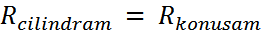 R_cilindram = R_konusam